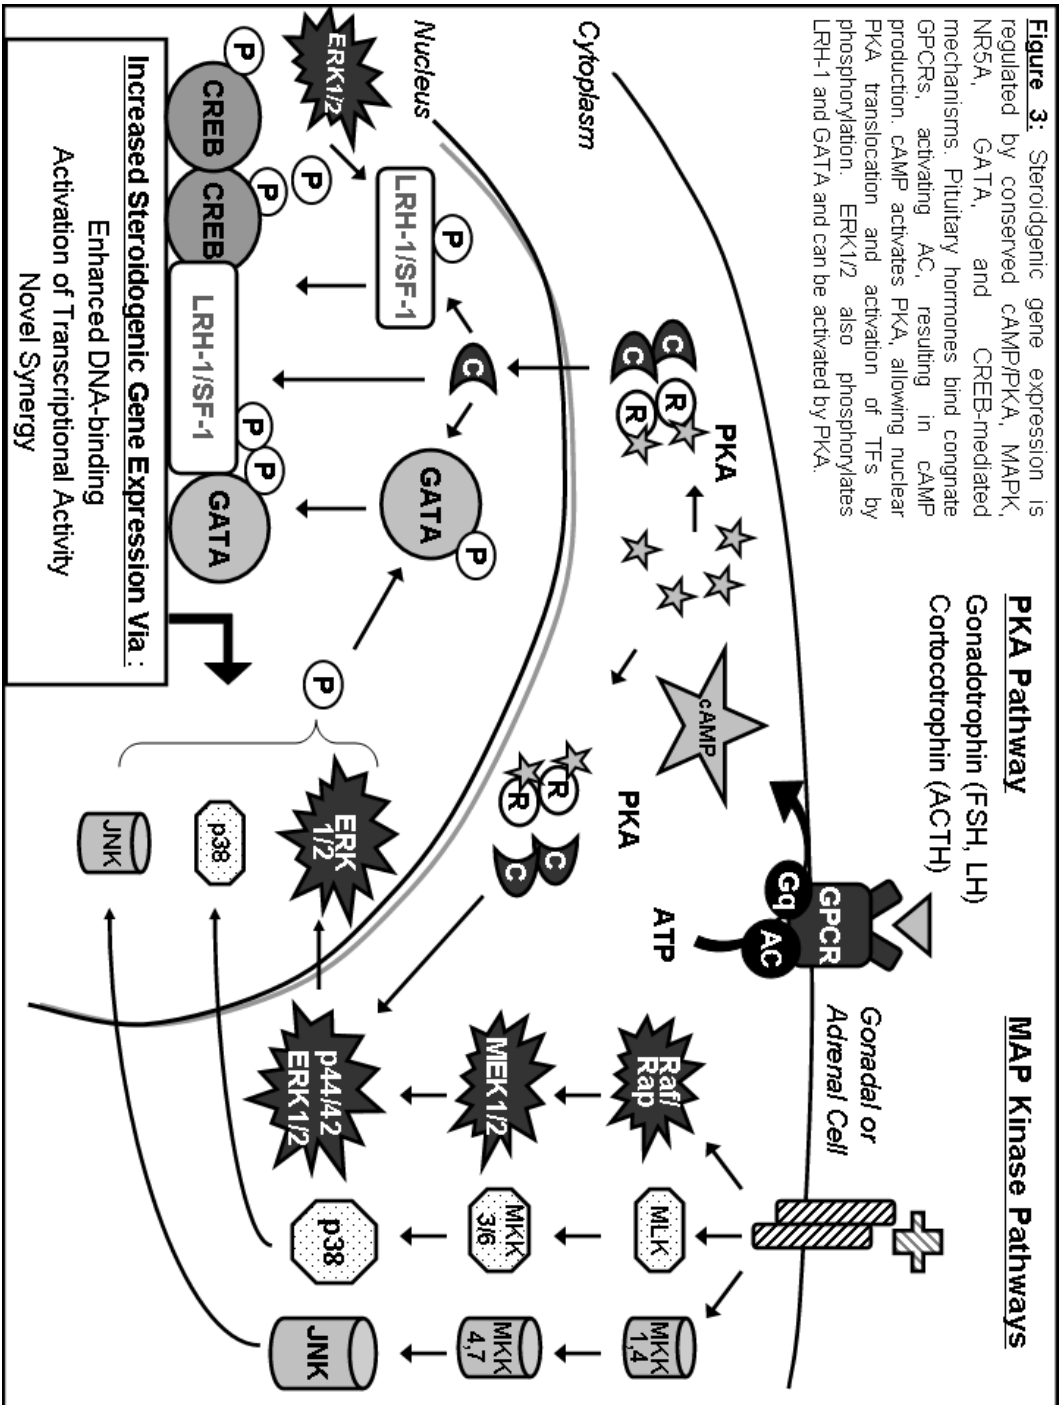 Figure 3: Steroidgenic gene expression is
regulated by conserved cAMP/PKA, MAPK,
NR5A, GATA, and CREB-mediated
mechanisms. Pituitary hormones bind congnate
GPCRs, activating AC, resulting in cAMP
production. cAMP activates PKA, allowing nuclear
PKA translocation and activation of TFs by
phosphorylation. ERK1/2 also phosphorylates
LRH-1 and GATA and can be activated by PKA.
PKA Pathway
Gonadotrophin (FSH, LH)
Cortocotrophin (ACTH)
MAP Kinase Pathways
Gonadal or
Adrenal Cell
GPCR
Gq
AC
ATP
cAMP
Cytoplasm
PKA
C
C
R
R
PKA
R
R
C
C
Raf/
Rap
MLK
MKK
1,4
MEK1/2
MKK
3/6
MKK
4,7
p44/42
ERK1/2
p38
JNK
Nucleus
ERK1/2
LRH-1/SF-1
P
C
GATA
P
P
ERK
1/2
p38
JNK
P
CREB
P
P
CREB
LRH-1/SF-1
P
P
GATA
Increased Steroidogenic Gene Expression Via :
Enhanced DNA-binding
Activation of Transcriptional Activity
Novel Synergy